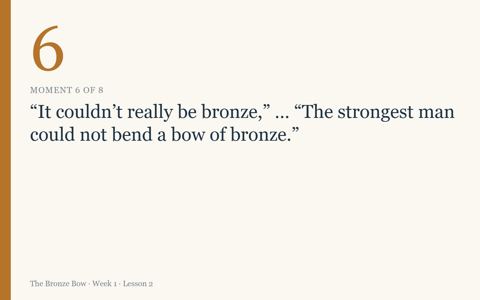 6
MOMENT 6 OF 8
“It couldn’t really be bronze,” ... “The strongest man
could not bend a bow of bronze.”
The Bronze Bow · Week 1 · Lesson 2